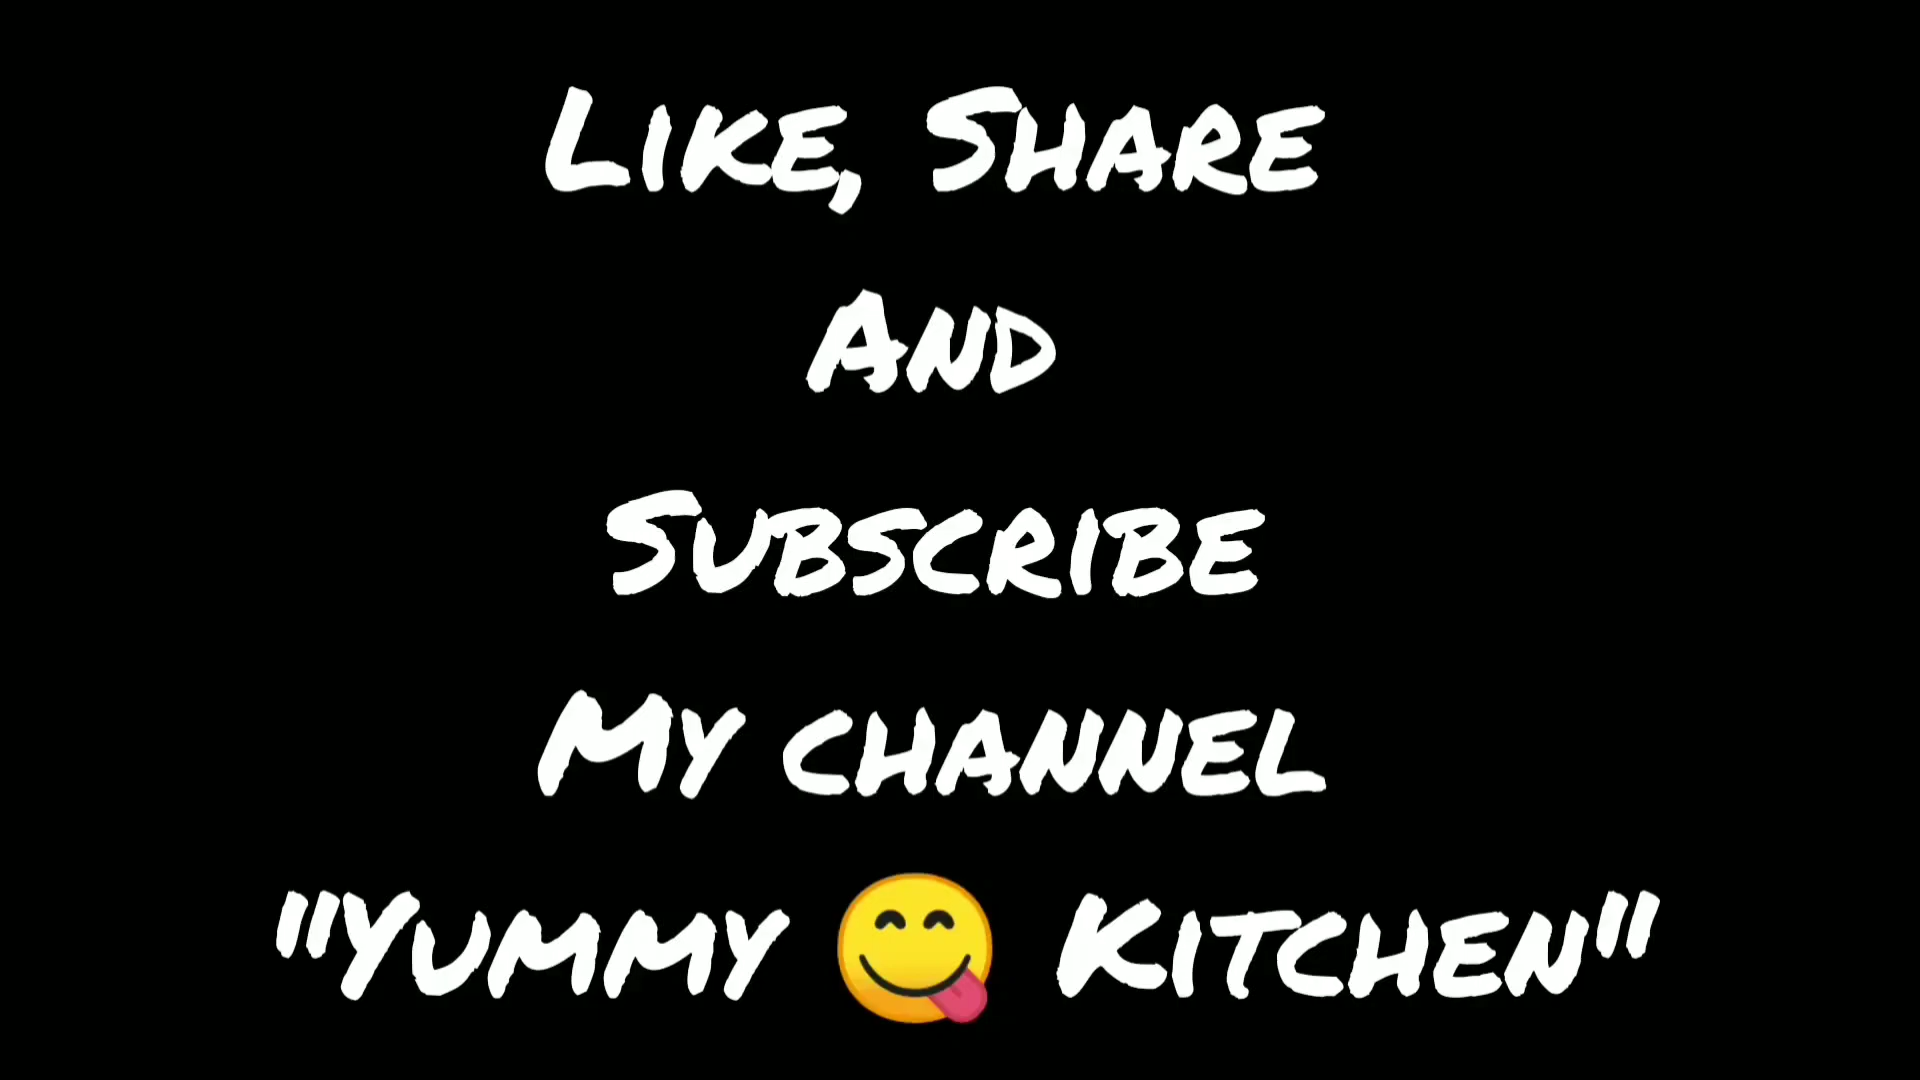 Like, Share
And
Subscribe
My channel
"Yummy 😋 Kitchen"